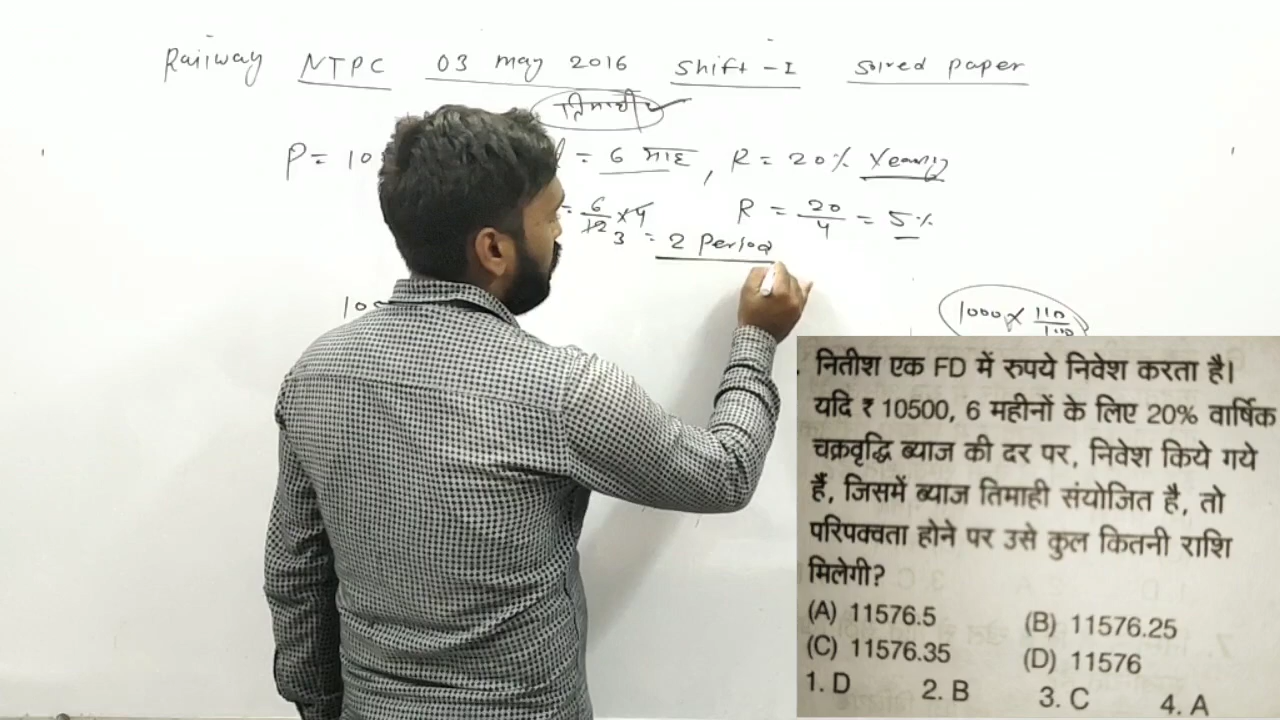 Railway NTPC 03 may 2016 shift - I solved paper
तिमाही ✓
P = 10 = 6 माह, R = 20% Yearly
= 6/12 × 4 R = 20/4 = 5%
3 = 2 Period
1000 × 110/100
नितीश एक FD में रुपये निवेश करता है।
यदि ₹ 10500, 6 महीनों के लिए 20% वार्षिक
चक्रवृद्धि ब्याज की दर पर, निवेश किये गये
हैं, जिसमें ब्याज तिमाही संयोजित है, तो
परिपक्वता होने पर उसे कुल कितनी राशि
मिलेगी?
(A) 11576.5 (B) 11576.25
(C) 11576.35 (D) 11576
1. D 2. B 3. C 4. A